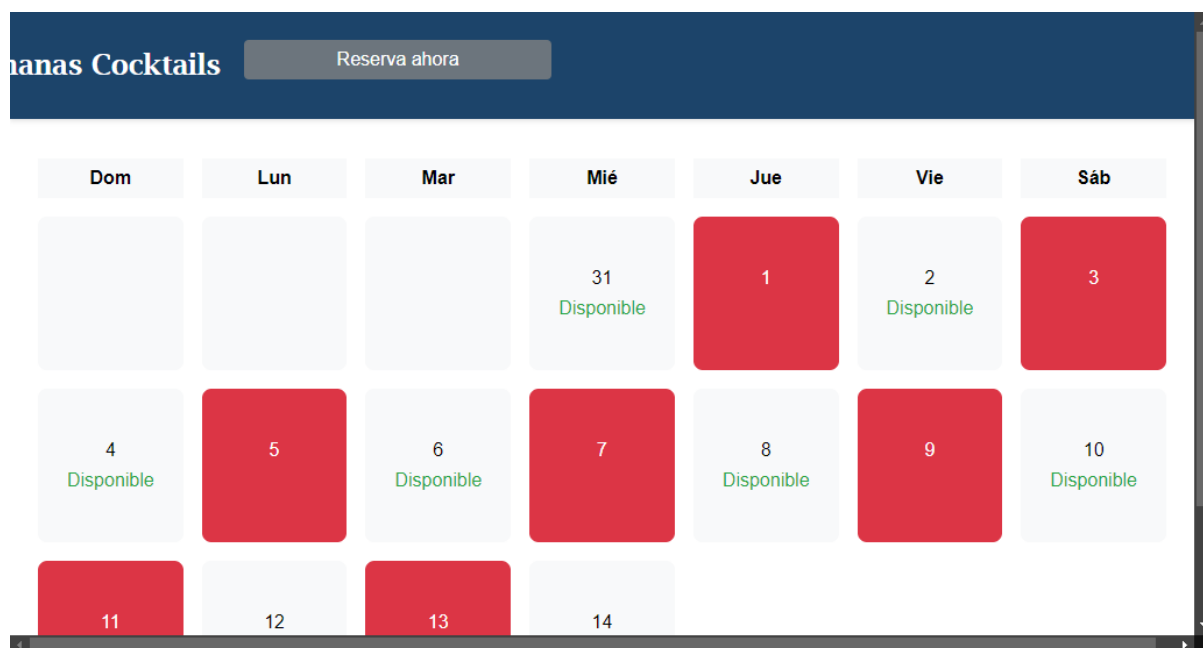 anas Cocktails
Reserva ahora
Dom Lun Mar Mié Jue Vie Sáb
31 1 2 3
Disponible Disponible
4 5 6 7 8 9 10
Disponible Disponible Disponible Disponible
11 12 13 14